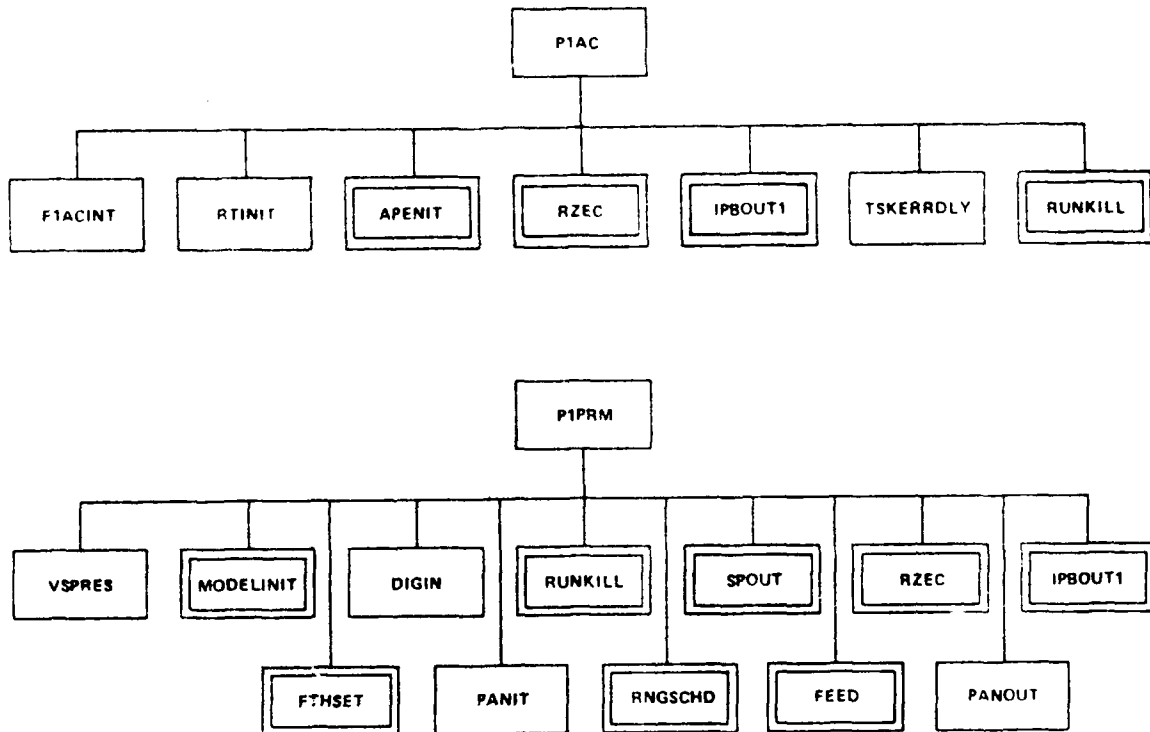 P1AC
F1ACINT RTINIT APENIT RZEC IPBOUT1 TSKERRDLY RUNKILL
P1PRM
VSPRES MODELINIT DIGIN RUNKILL SPOUT RZEC IPBOUT1
FTHSET PANIT RNGSCHD FEED PANOUT